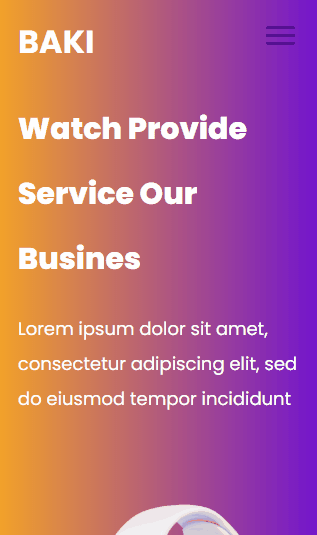 BAKI
Watch Provide
Service Our
Busines
Lorem ipsum dolor sit amet,
consectetur adipiscing elit, sed
do eiusmod tempor incididunt